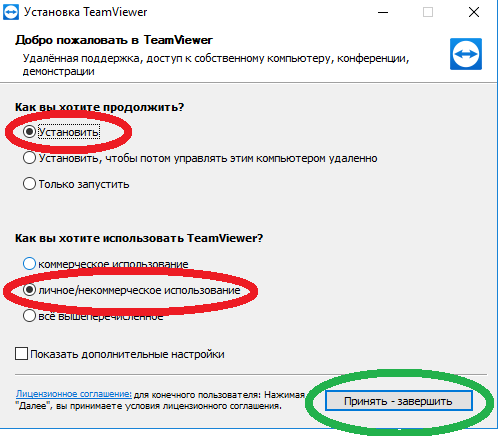 Установка TeamViewer
Добро пожаловать в TeamViewer
Удалённая поддержка, доступ к собственному компьютеру, конференции,
демонстрации
Как вы хотите продолжить?
Установить
Установить, чтобы потом управлять этим компьютером удаленно
Только запустить
Как вы хотите использовать TeamViewer?
коммерческое использование
личное/некоммерческое использование
всё вышеперечисленное
Показать дополнительные настройки
Лицензионное соглашение: для конечного пользователя: Нажимая
"Далее", вы принимаете условия лицензионного соглашения.
Принять - завершить